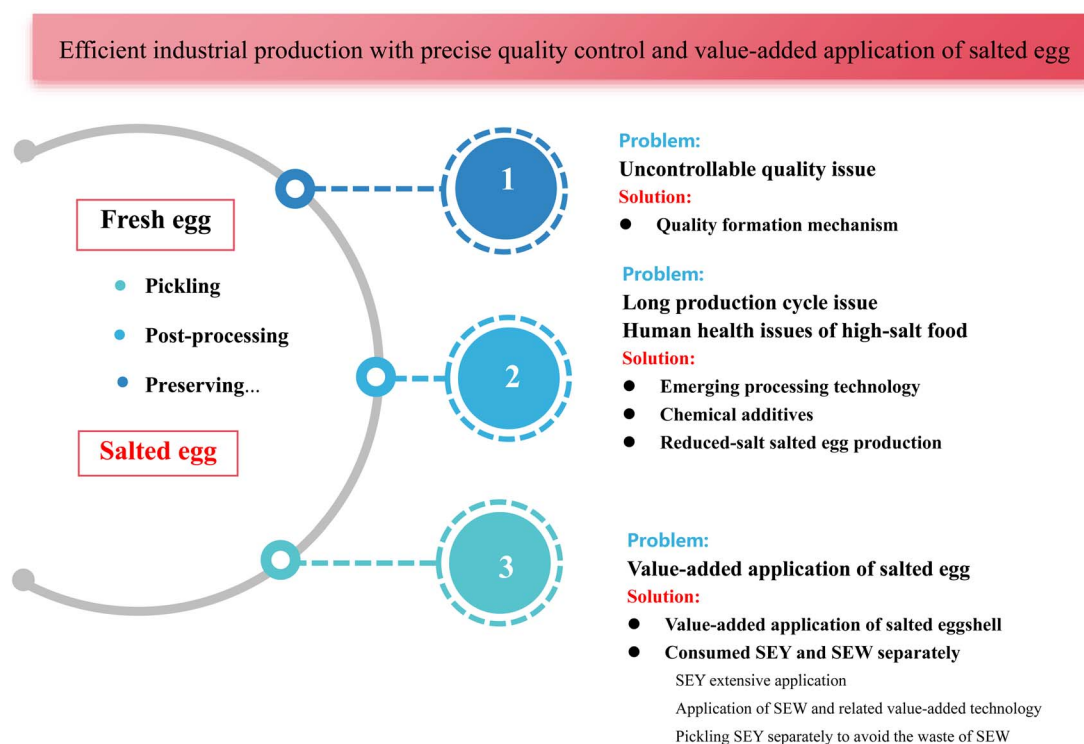 Efficient industrial production with precise quality control and value-added application of salted egg
Fresh egg
Pickling
Post-processing
Preserving...
Salted egg
1
Problem:
Uncontrollable quality issue
Solution:
● Quality formation mechanism
2
Problem:
Long production cycle issue
Human health issues of high-salt food
Solution:
● Emerging processing technology
● Chemical additives
● Reduced-salt salted egg production
3
Problem:
Value-added application of salted egg
Solution:
● Value-added application of salted eggshell
● Consumed SEY and SEW separately
SEY extensive application
Application of SEW and related value-added technology
Pickling SEY separately to avoid the waste of SEW